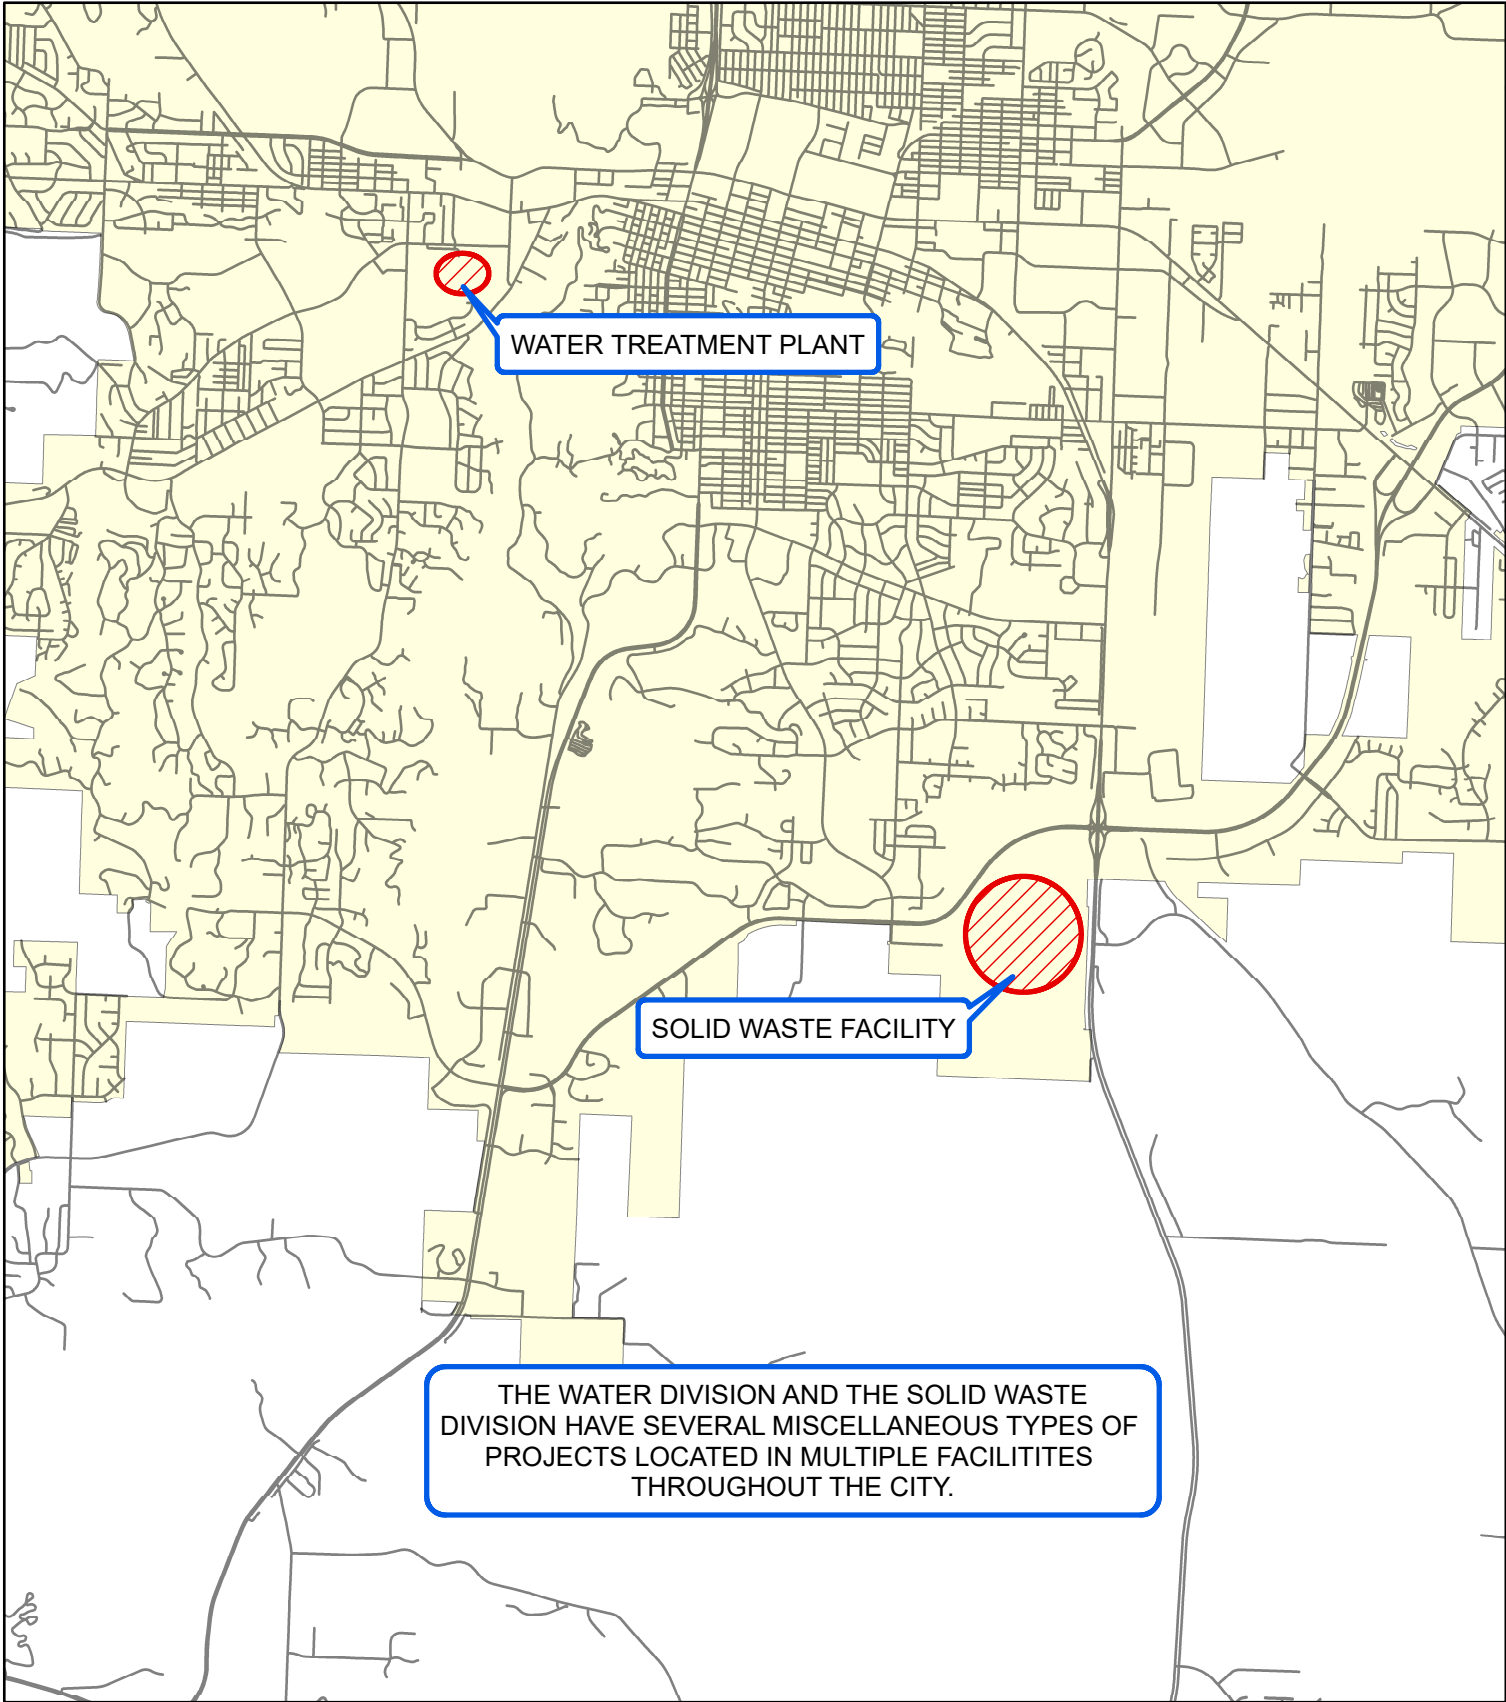 WATER TREATMENT PLANT
SOLID WASTE FACILITY
THE WATER DIVISION AND THE SOLID WASTE
DIVISION HAVE SEVERAL MISCELLANEOUS TYPES OF
PROJECTS LOCATED IN MULTIPLE FACILITITES
THROUGHOUT THE CITY.